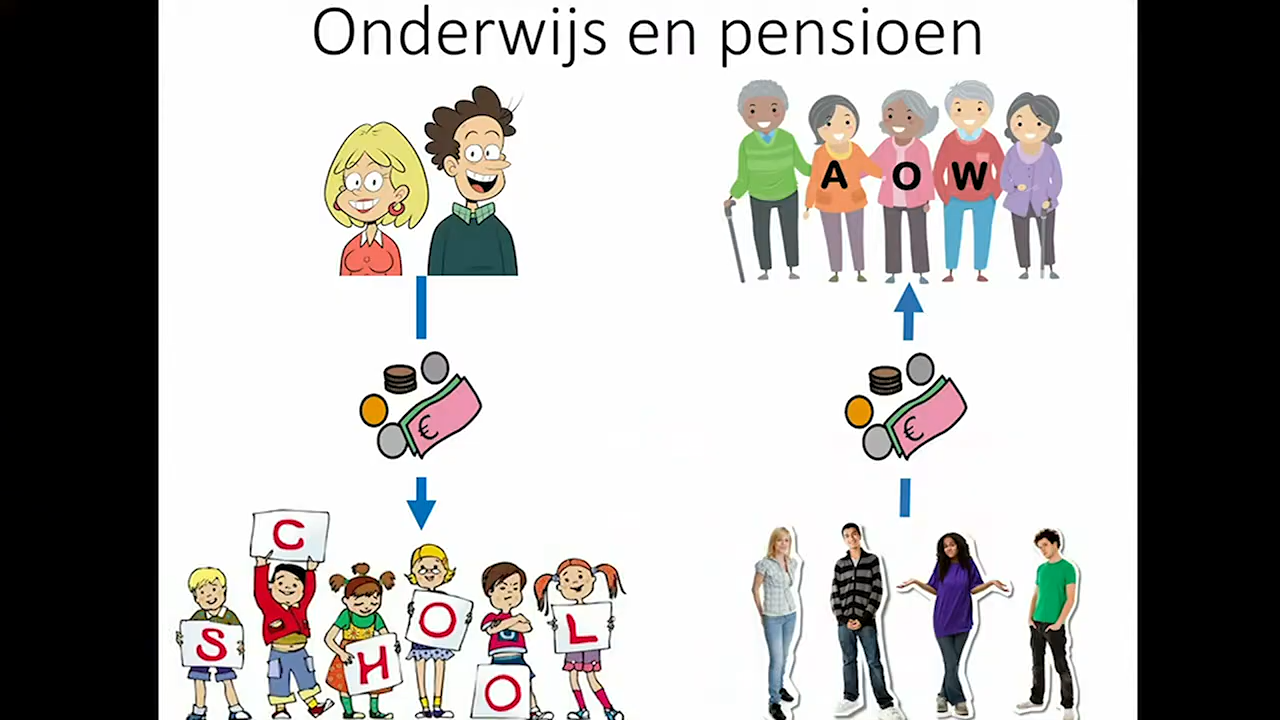 Onderwijs en pensioen
A O W
€
€
S C H O O L